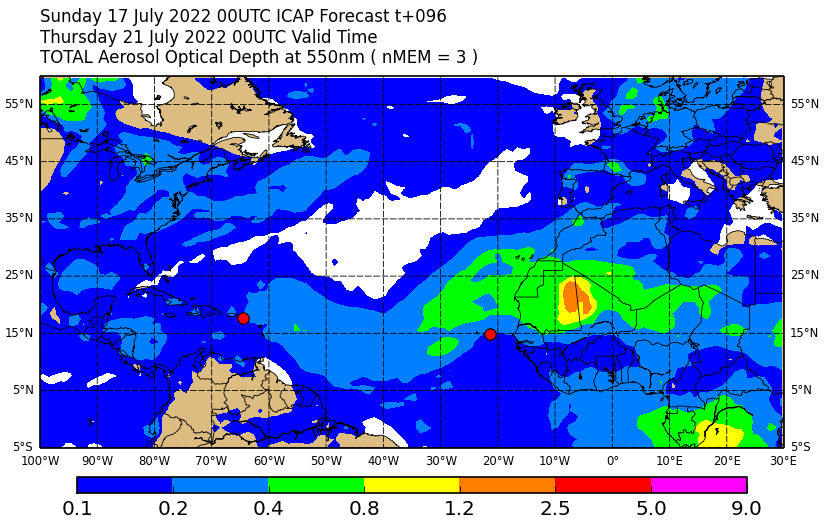 Sunday 17 July 2022 00UTC ICAP Forecast t+096
Thursday 21 July 2022 00UTC Valid Time
TOTAL Aerosol Optical Depth at 550nm ( nMEM = 3 )
55°N 55°N
45°N 45°N
35°N 35°N
25°N 25°N
15°N 15°N
5°N 5°N
5°S 5°S
100°W 90°W 80°W 70°W 60°W 50°W 40°W 30°W 20°W 10°W 0° 10°E 20°E 30°E
0.1 0.2 0.4 0.8 1.2 2.5 5.0 9.0